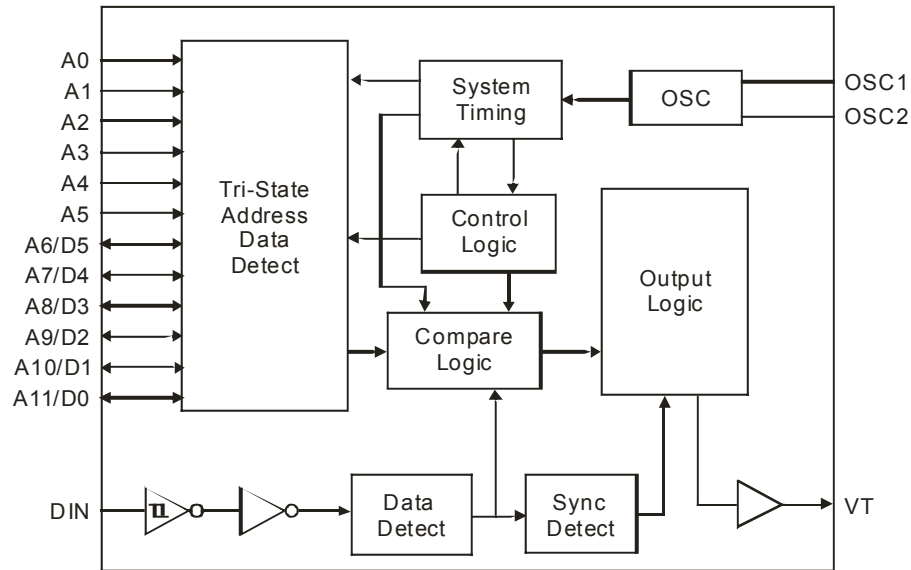 A0
A1
A2
A3
A4
A5
A6/D5
A7/D4
A8/D3
A9/D2
A10/D1
A11/D0
DIN
Tri-State
Address
Data
Detect
System
Timing
OSC
OSC1
OSC2
Control
Logic
Compare
Logic
Output
Logic
Data
Detect
Sync
Detect
VT